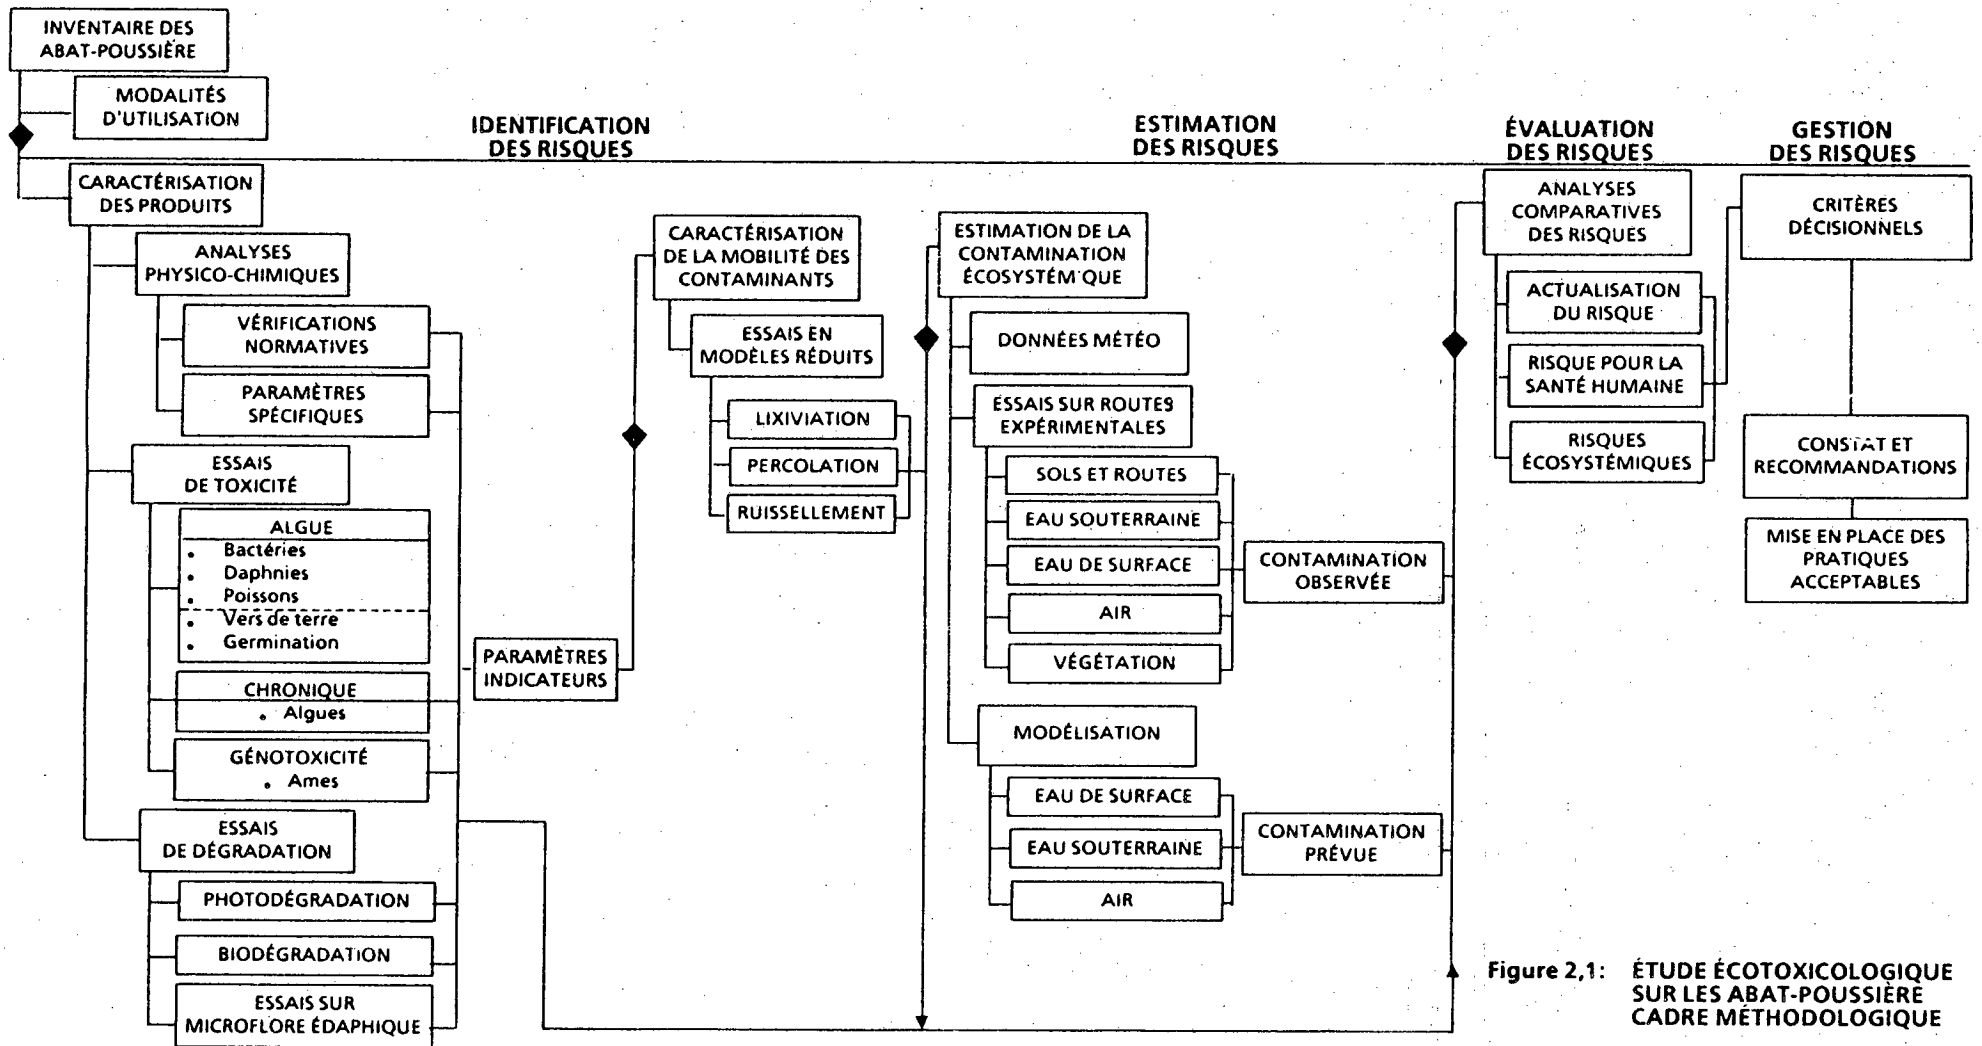 INVENTAIRE DES
ABAT-POUSSIÈRE
MODALITÉS
D'UTILISATION
IDENTIFICATION
DES RISQUES
ESTIMATION
DES RISQUES
ÉVALUATION
DES RISQUES
GESTION
DES RISQUES
CARACTÉRISATION
DES PRODUITS
ANALYSES
PHYSICO-CHIMIQUES
VÉRIFICATIONS
NORMATIVES
PARAMÈTRES
SPÉCIFIQUES
ESSAIS
DE TOXICITÉ
ALGUE
• Bactéries
• Daphnies
• Poissons
• Vers de terre
• Germination
CHRONIQUE
• Algues
GÉNOTOXICITÉ
• Ames
ESSAIS
DE DÉGRADATION
PHOTODÉGRADATION
BIODÉGRADATION
ESSAIS SUR
MICROFLORE ÉDAPHIQUE
PARAMÈTRES
INDICATEURS
CARACTÉRISATION
DE LA MOBILITÉ DES
CONTAMINANTS
ESSAIS EN
MODÈLES RÉDUITS
LIXIVIATION
PERCOLATION
RUISSELLEMENT
ESTIMATION DE LA
CONTAMINATION
ÉCOSYSTÉM QUE
DONNÉES MÉTÉO
ESSAIS SUR ROUTES
EXPÉRIMENTALES
SOLS ET ROUTES
EAU SOUTERRAINE
EAU DE SURFACE
AIR
VÉGÉTATION
CONTAMINATION
OBSERVÉE
MODÉLISATION
EAU DE SURFACE
EAU SOUTERRAINE
AIR
CONTAMINATION
PRÉVUE
ANALYSES
COMPARATIVES
DES RISQUES
ACTUALISATION
DU RISQUE
RISQUE POUR LA
SANTÉ HUMAINE
RISQUES
ÉCOSYSTÉMIQUES
CRITÈRES
DÉCISIONNELS
CONSTAT ET
RECOMMANDATIONS
MISE EN PLACE DES
PRATIQUES
ACCEPTABLES
Figure 2,1: ÉTUDE ÉCOTOXICOLOGIQUE
SUR LES ABAT-POUSSIÈRE
CADRE MÉTHODOLOGIQUE